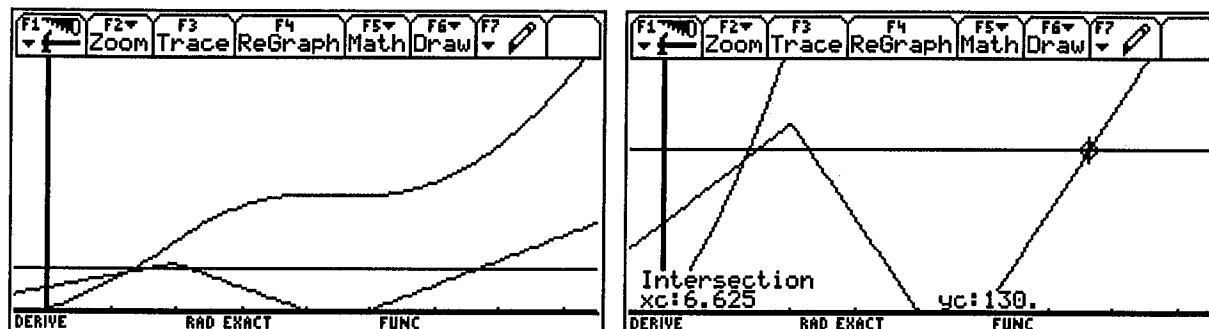 F1 F2 Zoom F3 Trace F4 ReGraph F5 Math F6 Draw F7
DERIVE RAD EXACT FUNC
F1 F2 Zoom F3 Trace F4 ReGraph F5 Math F6 Draw F7
Intersection
xc:6.625 yc:130.
DERIVE RAD EXACT FUNC